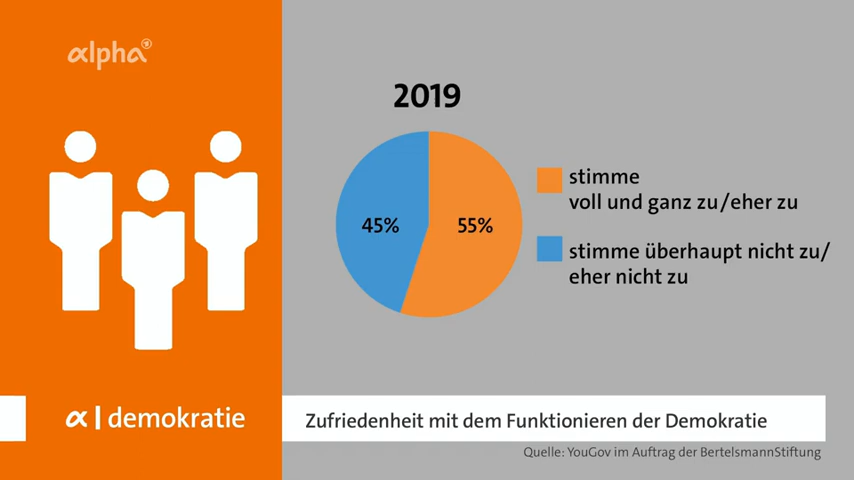 alpha
2019
45%
55%
stimme
voll und ganz zu/eher zu
stimme überhaupt nicht zu/
eher nicht zu
α | demokratie
Zufriedenheit mit dem Funktionieren der Demokratie
Quelle: YouGov im Auftrag der BertelsmannStiftung